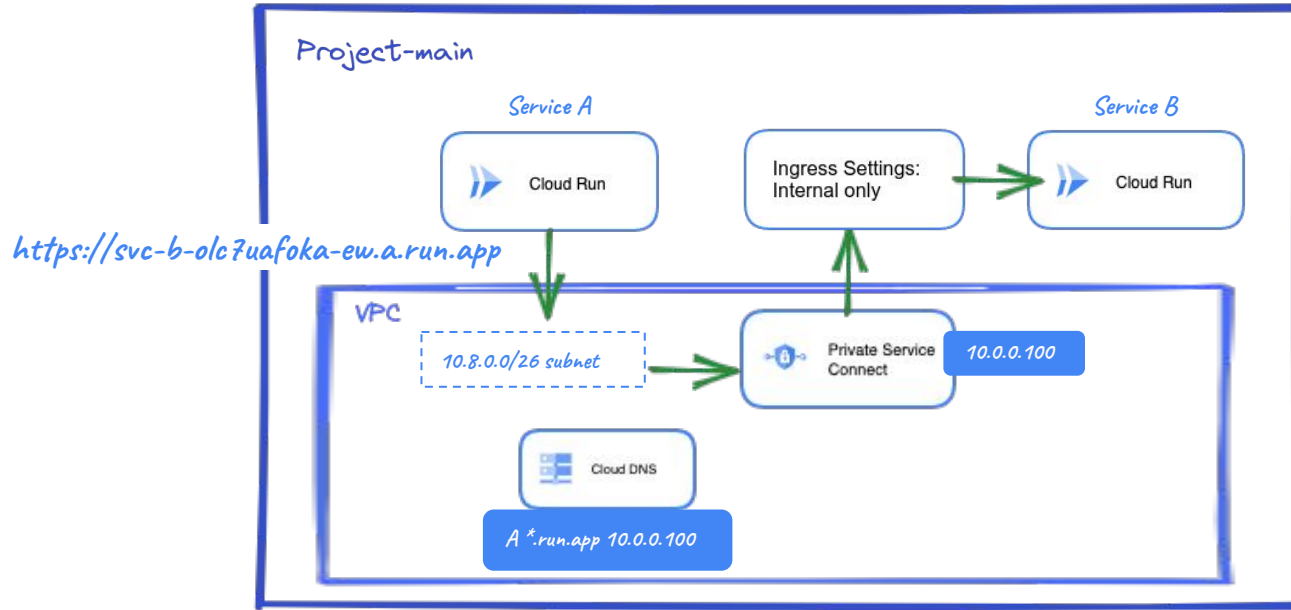 Project-main
Service A
Service B
Cloud Run
Ingress Settings:
Internal only
Cloud Run
https://svc-b-olc7uafoka-ew.a.run.app
VPC
10.8.0.0/26 subnet
Private Service
Connect
10.0.0.100
Cloud DNS
A *.run.app 10.0.0.100